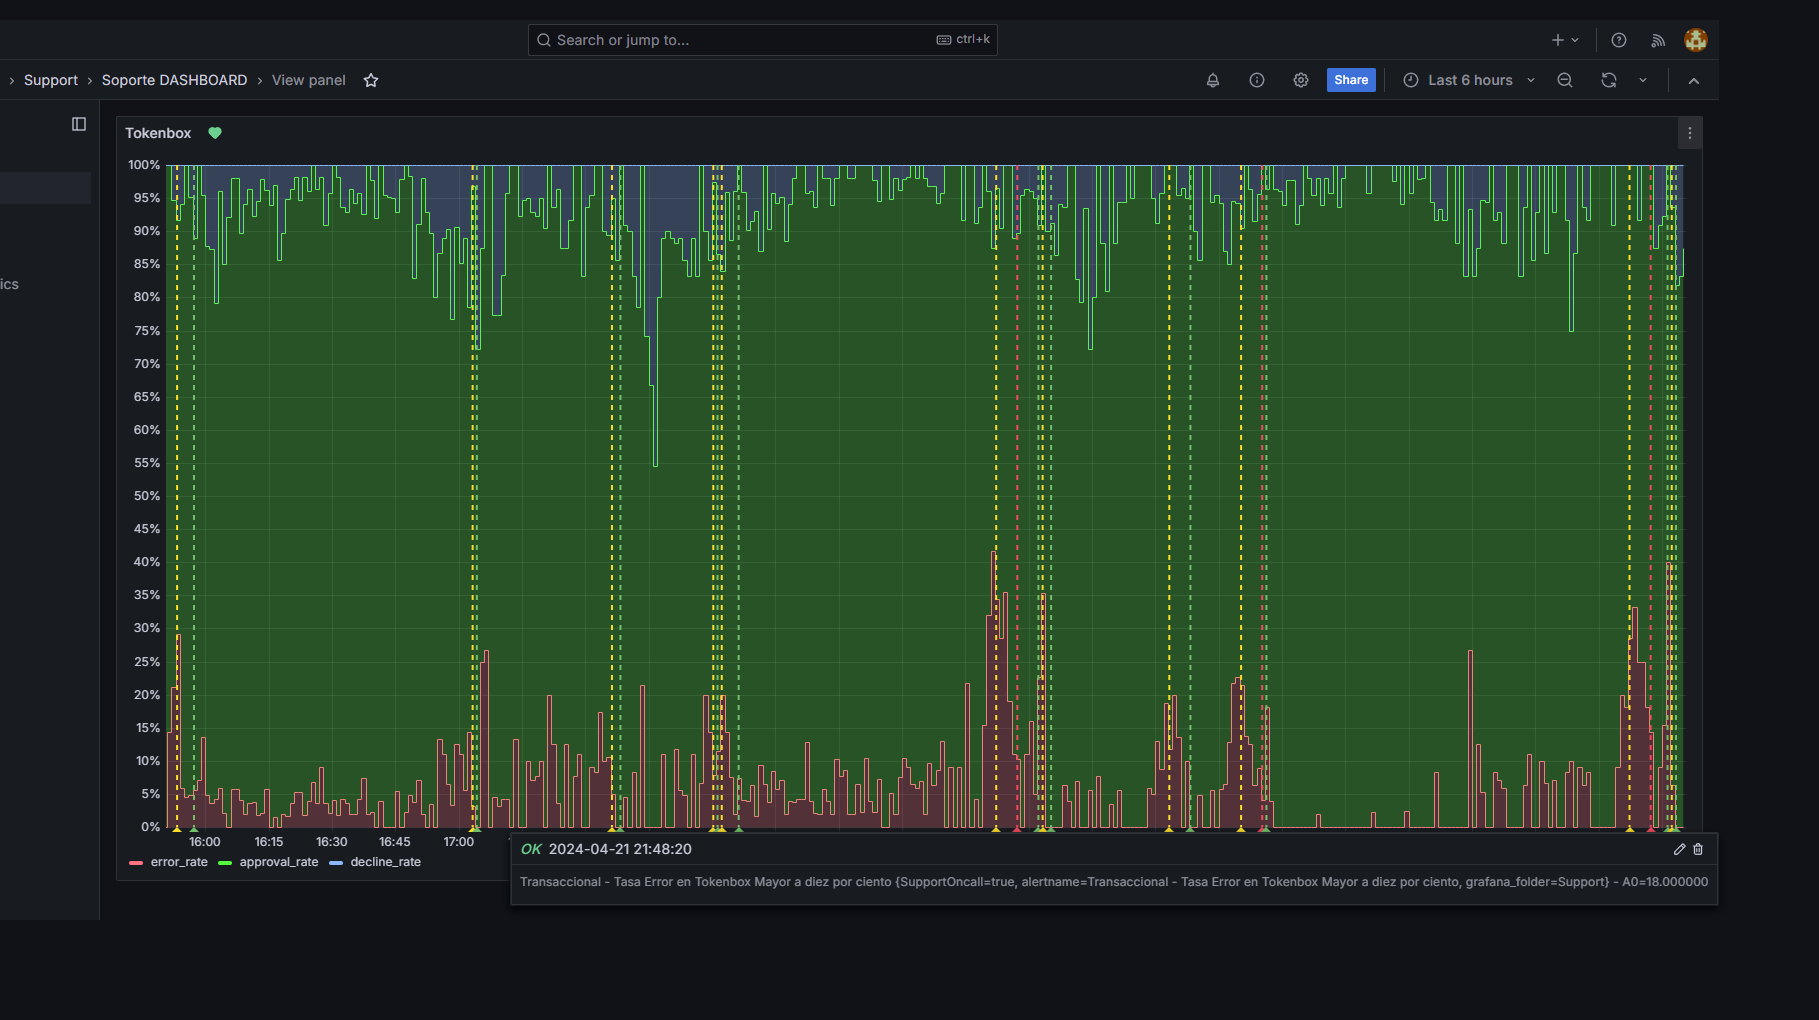 Search or jump to... ctrl+k
Support › Soporte DASHBOARD › View panel
Share
Last 6 hours
Tokenbox
ics
100%
95%
90%
85%
80%
75%
70%
65%
60%
55%
50%
45%
40%
35%
30%
25%
20%
15%
10%
5%
0%
16:00 16:15 16:30 16:45 17:00
error_rate approval_rate decline_rate
OK 2024-04-21 21:48:20
Transaccional - Tasa Error en Tokenbox Mayor a diez por ciento {SupportOncall=true, alertname=Transaccional - Tasa Error en Tokenbox Mayor a diez por ciento, grafana_folder=Support} - A0=18.000000